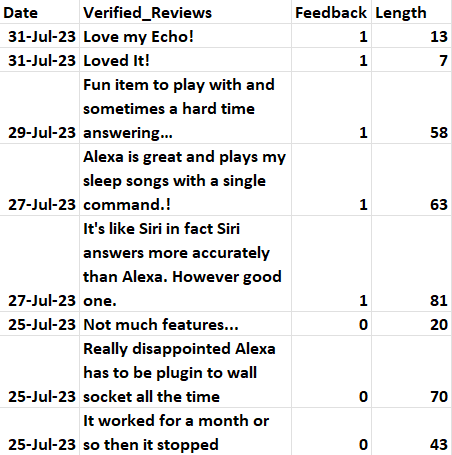 Date Verified_Reviews Feedback Length
31-Jul-23 Love my Echo! 1 13
31-Jul-23 Loved It! 1 7
Fun item to play with and
sometimes a hard time
29-Jul-23 answering... 1 58
Alexa is great and plays my
sleep songs with a single
27-Jul-23 command.! 1 63
It's like Siri in fact Siri
answers more accurately
than Alexa. However good
27-Jul-23 one. 1 81
25-Jul-23 Not much features... 0 20
Really disappointed Alexa
has to be plugin to wall
25-Jul-23 socket all the time 0 70
It worked for a month or
25-Jul-23 so then it stopped 0 43